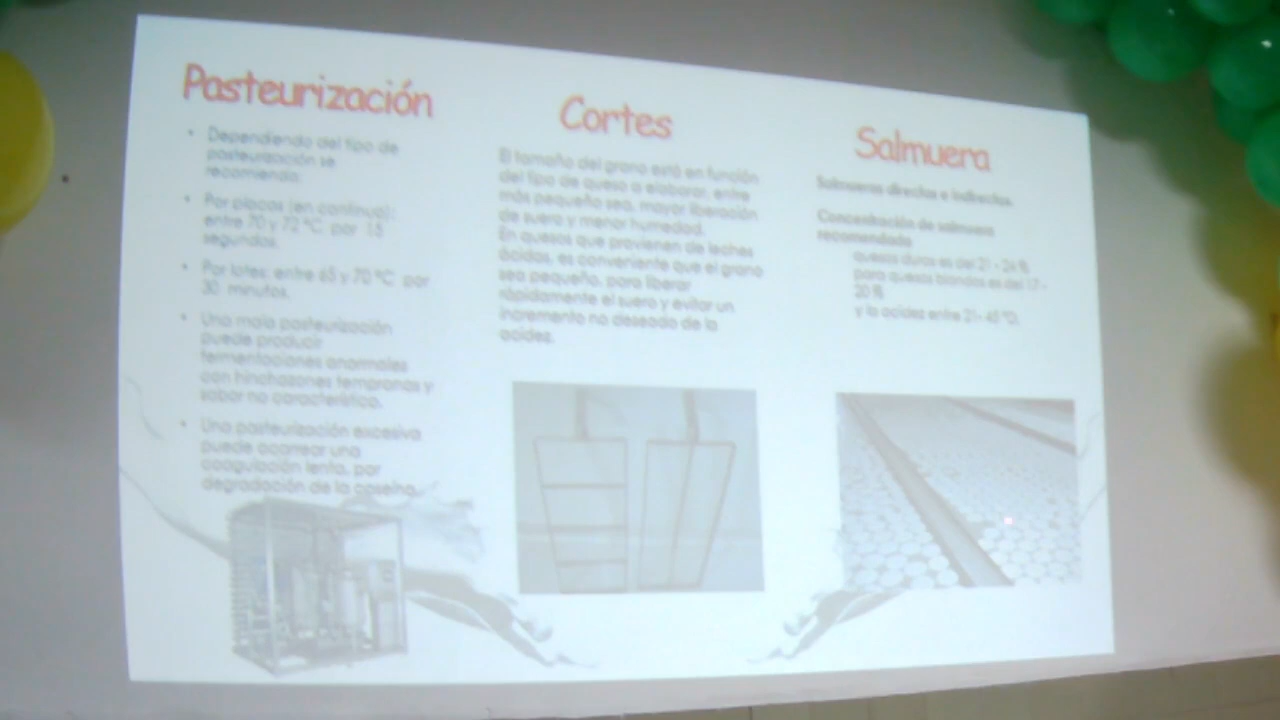 Pasteurización
• Dependiendo del tipo de
pasteurización se
recomienda:
• Por placas (en continuo):
entre 70 y 72 °C por 15
segundos.
• Por lotes: entre 65 y 70 °C por
30 minutos.
• Una mala pasteurización
puede producir
fermentaciones anormales
con hinchazones tempranas y
sabor no característico.
• Una pasteurización excesiva
puede acarrear una
coagulación lenta, por
degradación de la caseína.
Cortes
El tamaño del grano está en función
del tipo de queso a elaborar, entre
más pequeño sea, mayor liberación
de suero y menor humedad.
En quesos que provienen de leches
ácidas, es conveniente que el grano
sea pequeño, para liberar
rápidamente el suero y evitar un
incremento no deseado de la
acidez.
Salmuera
Salmueras directas e indirectas.
Concentración de salmuera
recomendada
quesos duros es del 21 - 24 %
para quesos blandos es del 17 -
20 %
y la acidez entre 21- 45 °D.